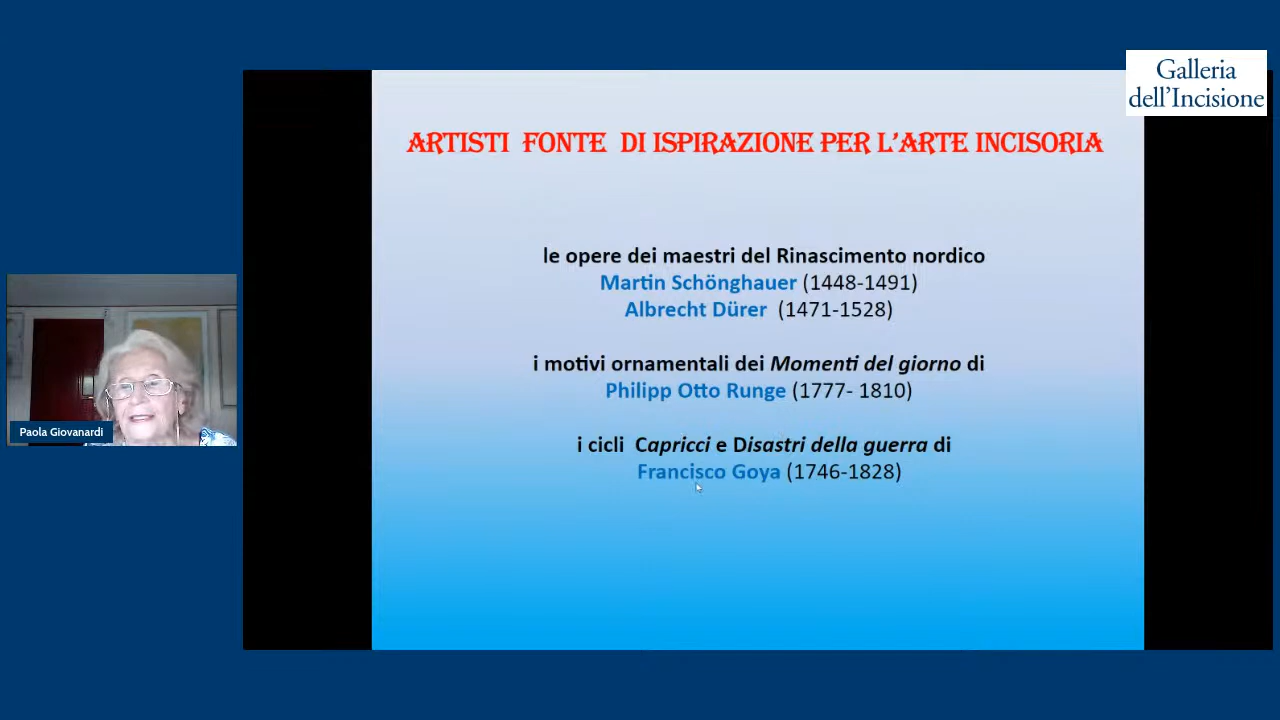 Galleria
dell'Incisione
ARTISTI FONTE DI ISPIRAZIONE PER L'ARTE INCISORIA
le opere dei maestri del Rinascimento nordico
Martin Schönghauer (1448-1491)
Albrecht Dürer (1471-1528)
i motivi ornamentali dei Momenti del giorno di
Philipp Otto Runge (1777- 1810)
i cicli Capricci e Disastri della guerra di
Francisco Goya (1746-1828)
Paola Giovanardi